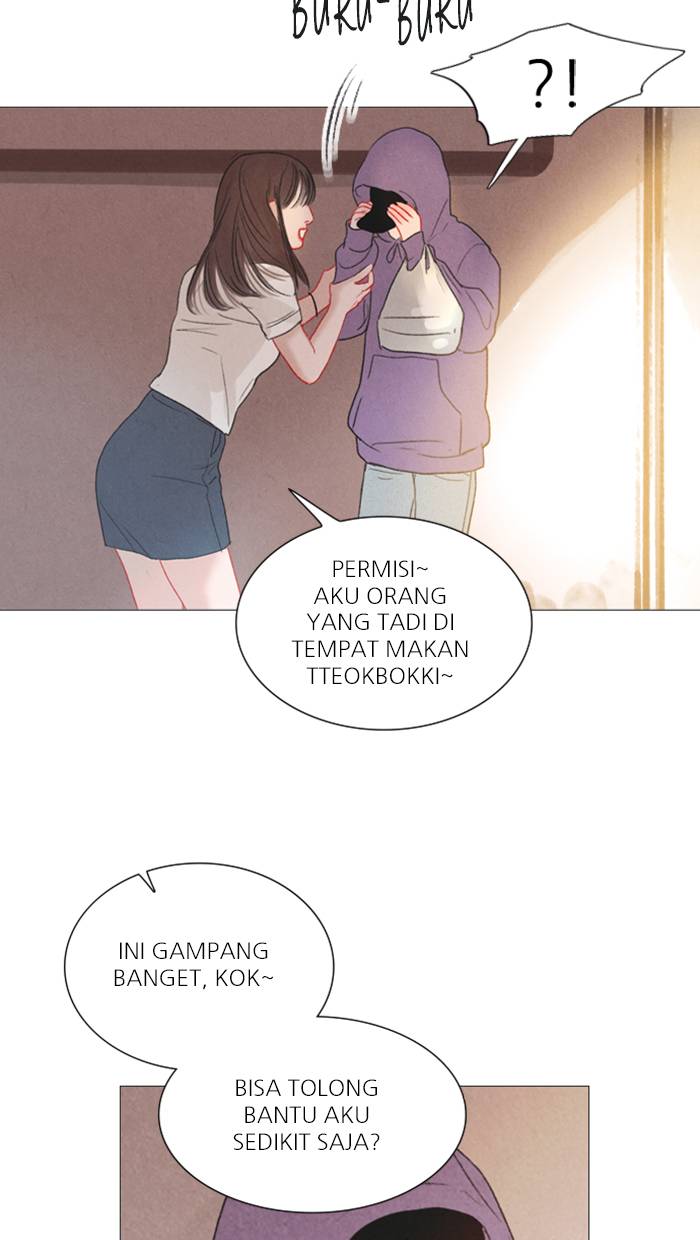 BURU-BURU
?!
PERMISI~
AKU ORANG
YANG TADI DI
TEMPAT MAKAN
TTEOKBOKKI~
INI GAMPANG
BANGET, KOK~
BISA TOLONG
BANTU AKU
SEDIKIT SAJA?